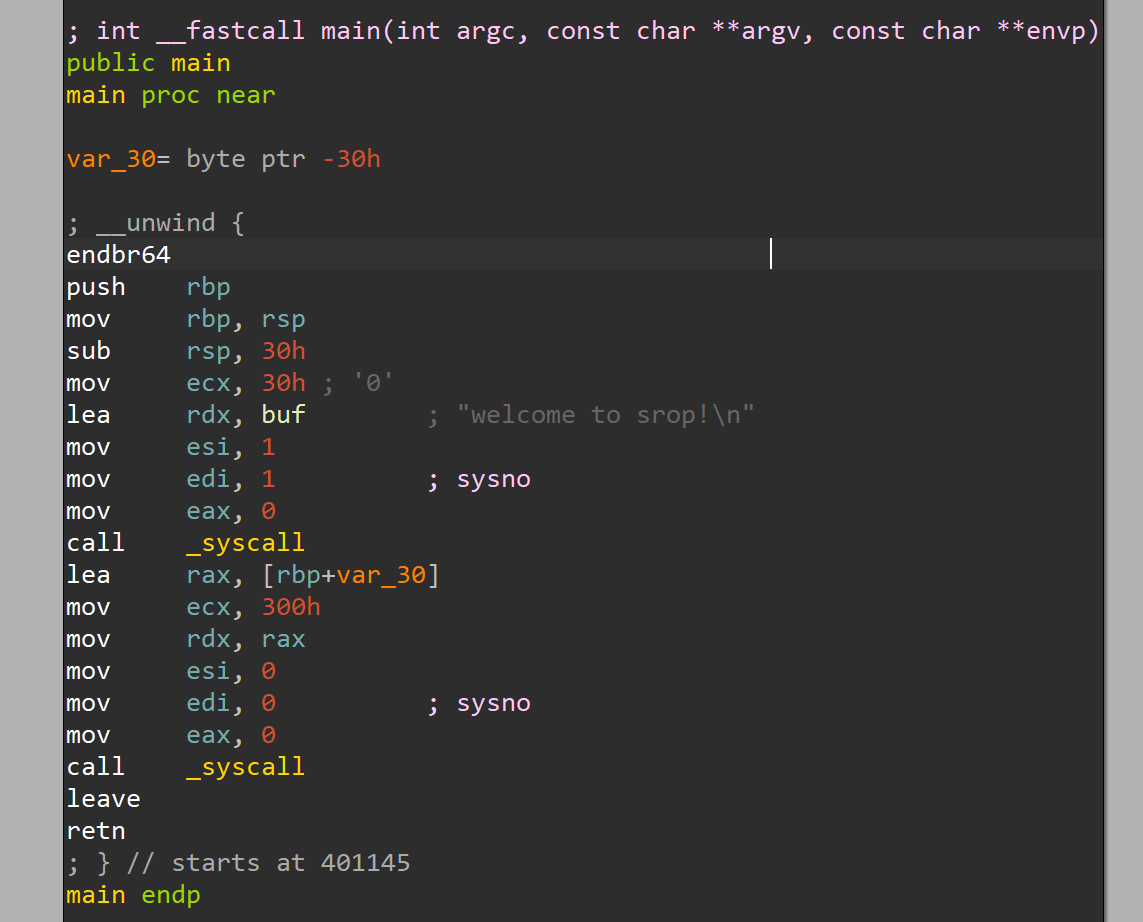 ; int __fastcall main(int argc, const char **argv, const char **envp)
public main
main proc near
var_30= byte ptr -30h
; __unwind {
endbr64
push rbp
mov rbp, rsp
sub rsp, 30h
mov ecx, 30h ; '0'
lea rdx, buf ; "welcome to srop!\n"
mov esi, 1
mov edi, 1 ; sysno
mov eax, 0
call _syscall
lea rax, [rbp+var_30]
mov ecx, 300h
mov rdx, rax
mov esi, 0
mov edi, 0 ; sysno
mov eax, 0
call _syscall
leave
retn
; } // starts at 401145
main endp